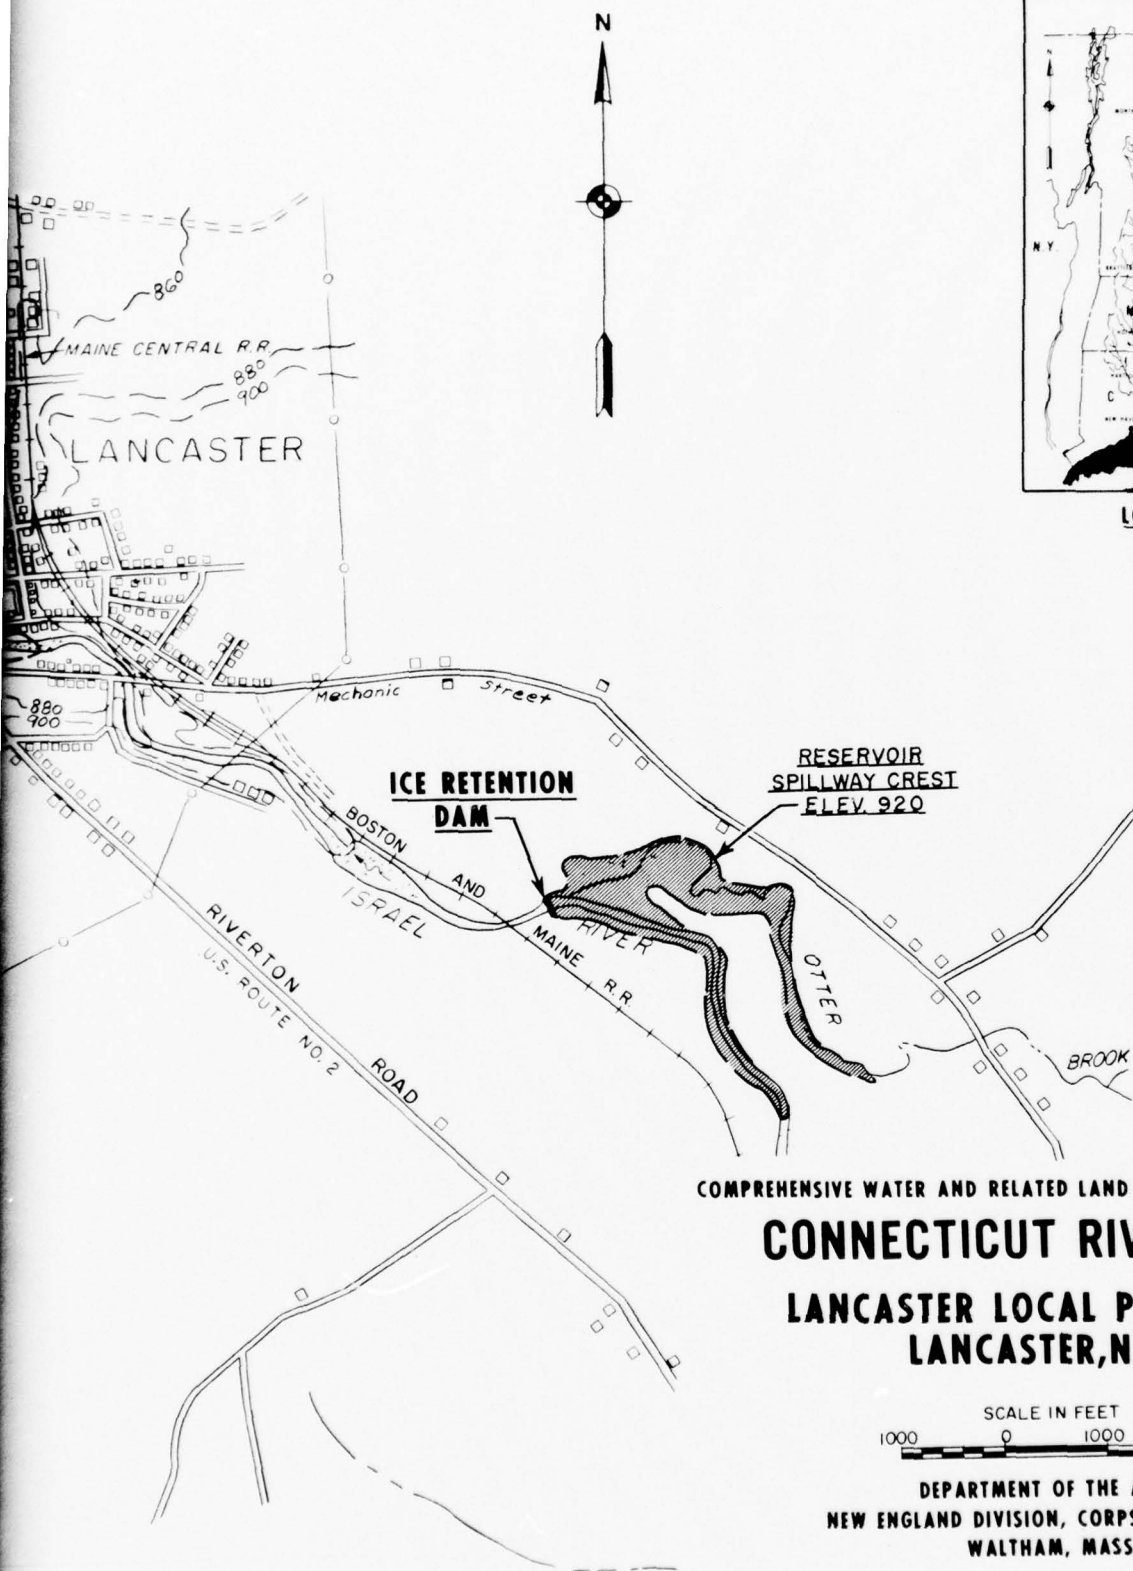 N
N
N.Y.
860
MAINE CENTRAL R.R.
880
900
LANCASTER
C
Mechanic Street
880
900
RESERVOIR
SPILLWAY CREST
ELEV. 920
ICE RETENTION
DAM
BOSTON AND MAINE R.R.
ISRAEL RIVER
OTTER BROOK
RIVERTON ROAD
U.S. ROUTE NO. 2
COMPREHENSIVE WATER AND RELATED LAND
CONNECTICUT RIV
LANCASTER LOCAL P
LANCASTER, N
SCALE IN FEET
1000 0 1000
DEPARTMENT OF THE
NEW ENGLAND DIVISION, CORPS
WALTHAM, MASS